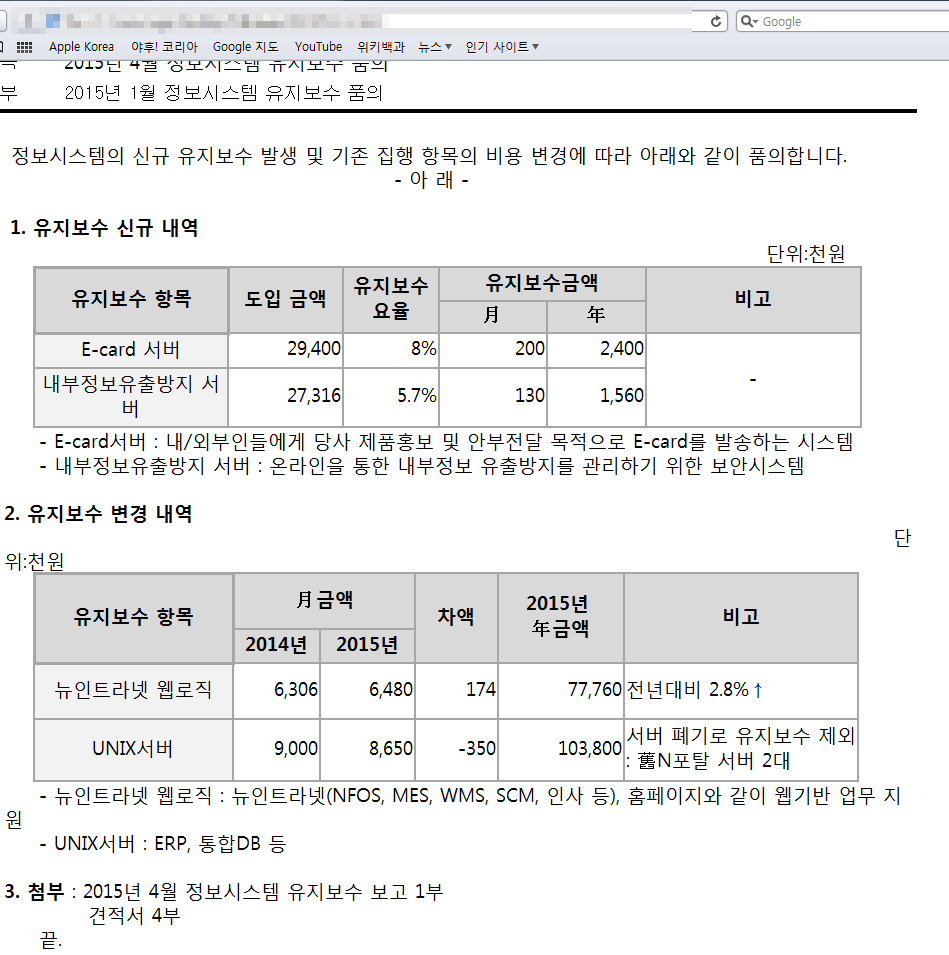 Google
Apple Korea 야후! 코리아 Google 지도 YouTube 위키백과 뉴스▼ 인기 사이트▼
2015년 4월 정보시스템 유지보수 품의
부 2015년 1월 정보시스템 유지보수 품의
정보시스템의 신규 유지보수 발생 및 기존 집행 항목의 비용 변경에 따라 아래와 같이 품의합니다.
- 아 래 -
1. 유지보수 신규 내역
단위:천원
유지보수 항목 도입 금액 유지보수 요율 유지보수금액 비고
月 年
E-card 서버 29,400 8% 200 2,400 -
내부정보유출방지 서
버 27,316 5.7% 130 1,560
- E-card서버 : 내/외부인들에게 당사 제품홍보 및 안부전달 목적으로 E-card를 발송하는 시스템
- 내부정보유출방지 서버 : 온라인을 통한 내부정보 유출방지를 관리하기 위한 보안시스템
2. 유지보수 변경 내역
단
위:천원
유지보수 항목 月금액 차액 2015년 年금액 비고
2014년 2015년
뉴인트라넷 웹로직 6,306 6,480 174 77,760 전년대비 2.8%↑
UNIX서버 9,000 8,650 -350 103,800 서버 폐기로 유지보수 제외
: 舊N포탈 서버 2대
- 뉴인트라넷 웹로직 : 뉴인트라넷(NFOS, MES, WMS, SCM, 인사 등), 홈페이지와 같이 웹기반 업무 지
원
- UNIX서버 : ERP, 통합DB 등
3. 첨부 : 2015년 4월 정보시스템 유지보수 보고 1부
견적서 4부
끝.